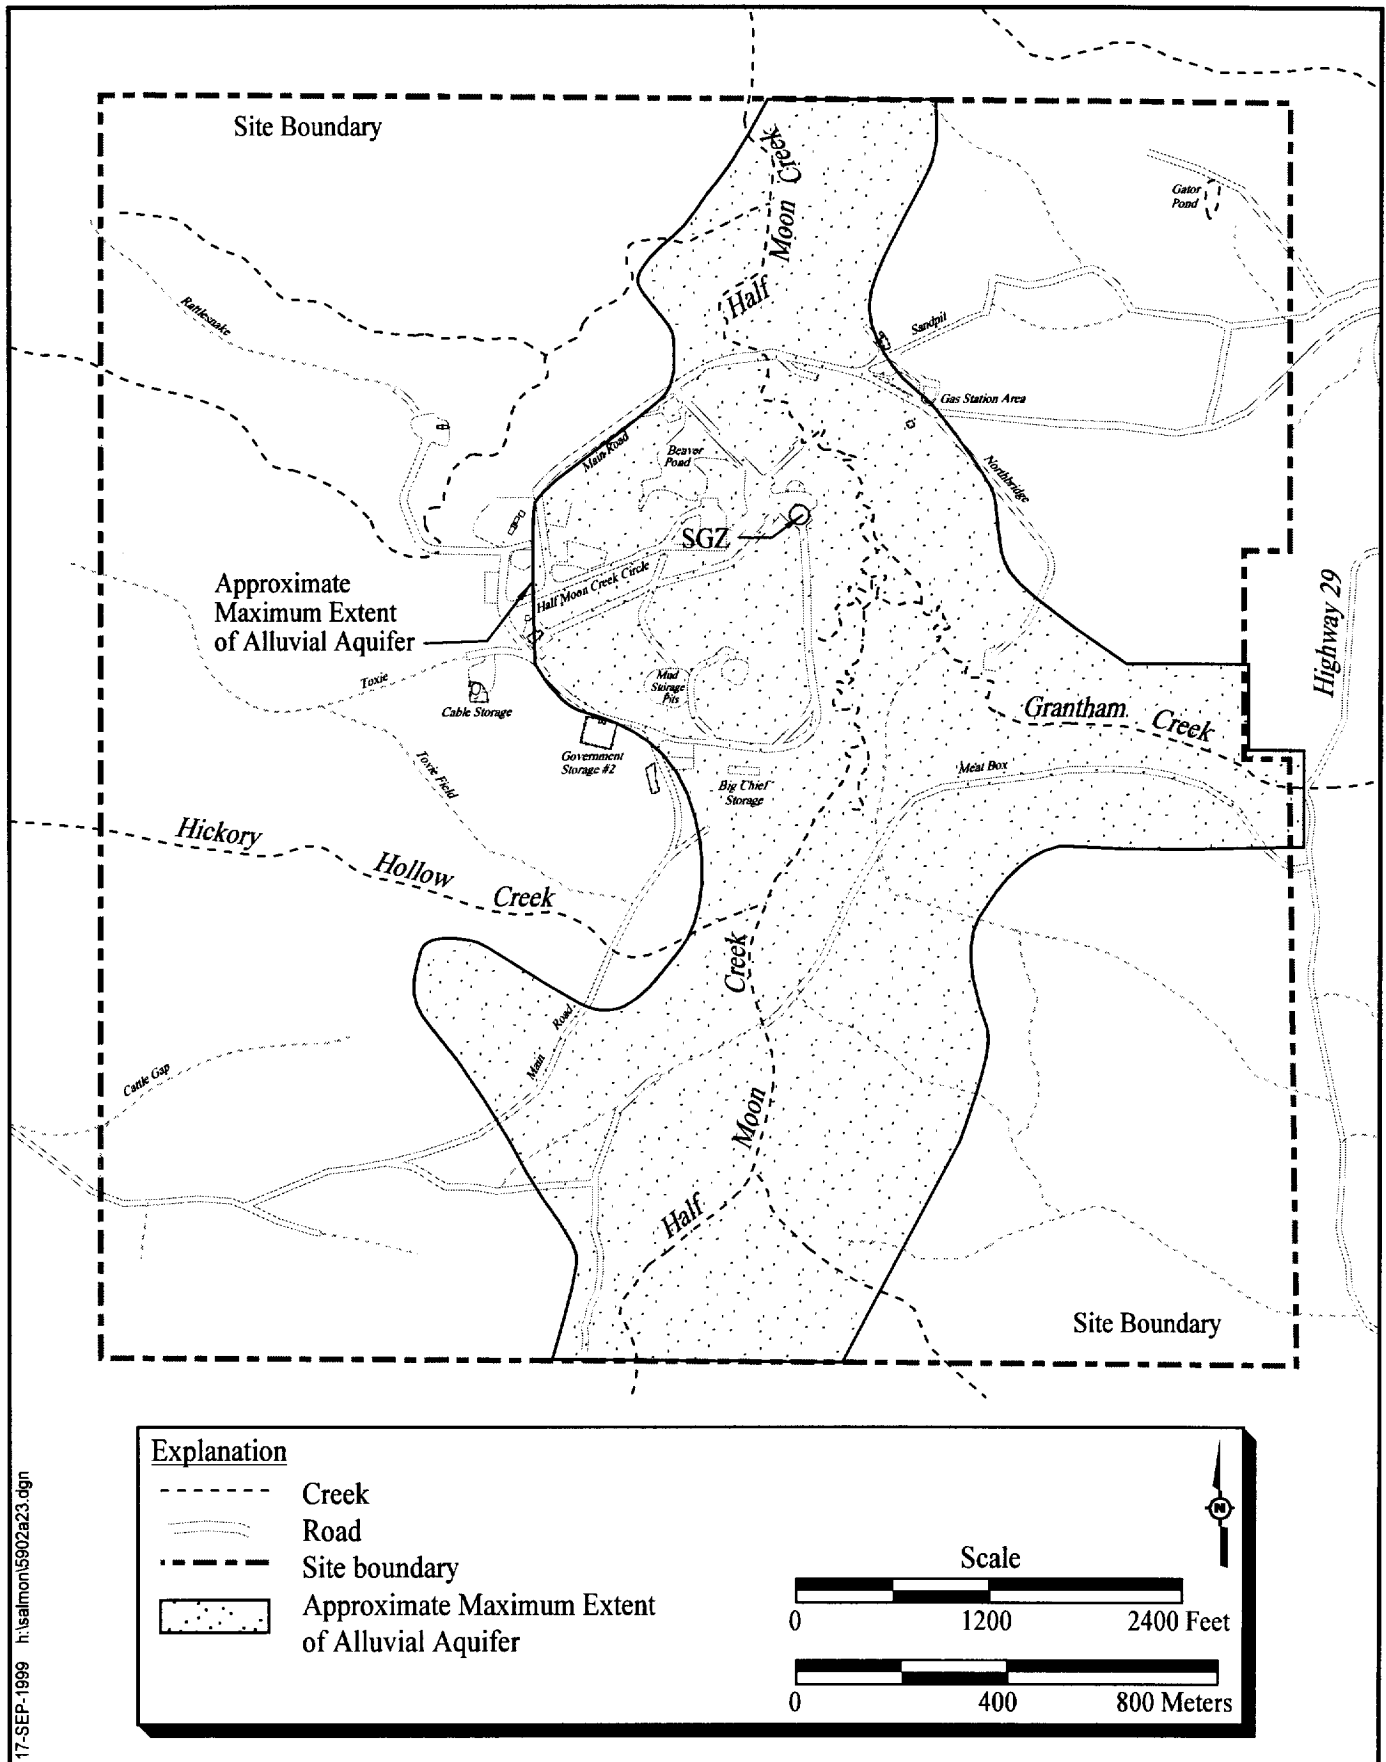 Site Boundary
Half Moon Creek
Gator
Pond
Rattlesnake
Sandpit
Gas Station Area
Main Road
Beaver
Pond
Northbridge
SGZ
Half Moon Creek Circle
Approximate
Maximum Extent
of Alluvial Aquifer
Highway 29
Toxie
Cable Storage
Mud
Storage
Pits
Grantham Creek
Government
Storage #2
Toxie Field
Meat Box
Big Chief
Storage
Hickory Hollow Creek
Main Road
Cattle Gap
Half Moon Creek
Site Boundary
Explanation
Creek
Road
Site boundary
Approximate Maximum Extent
of Alluvial Aquifer
N
Scale
0 1200 2400 Feet
0 400 800 Meters
17-SEP-1999 h:\salmon\5902a23.dgn